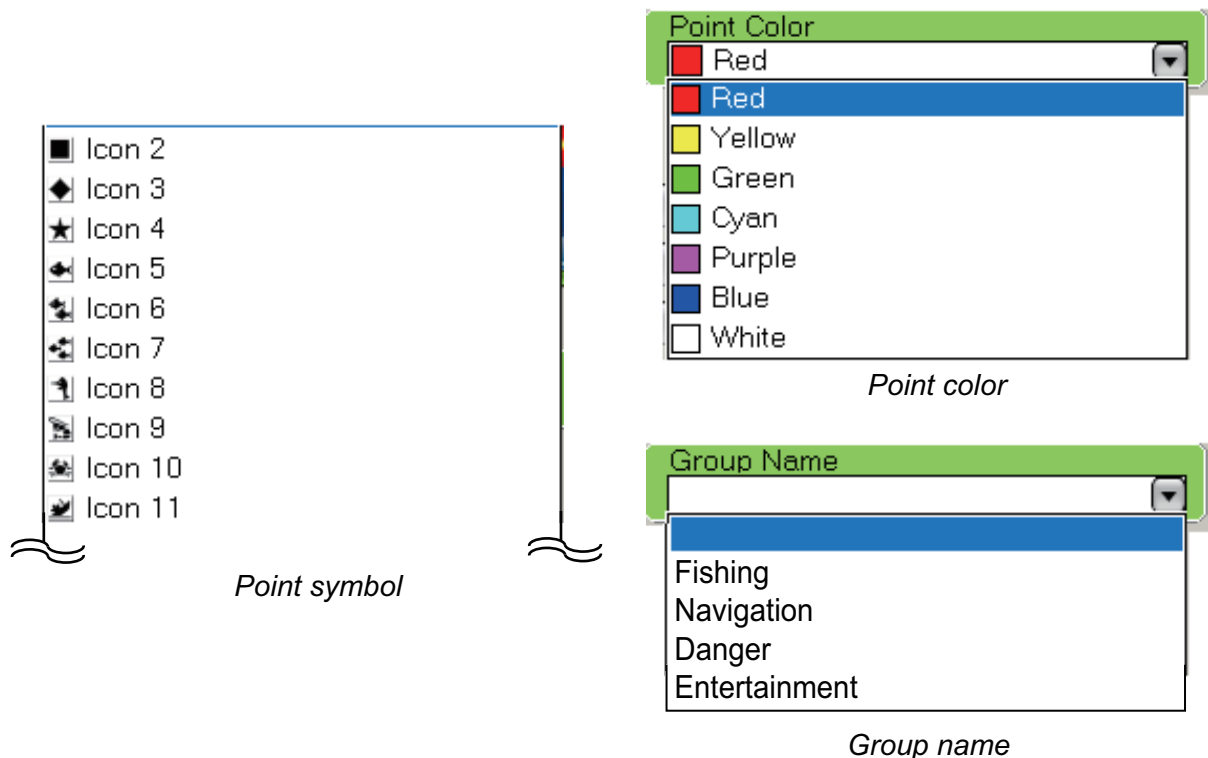 Icon 2
Icon 3
Icon 4
Icon 5
Icon 6
Icon 7
Icon 8
Icon 9
Icon 10
Icon 11
Point symbol
Point Color
Red
Red
Yellow
Green
Cyan
Purple
Blue
White
Point color
Group Name
Fishing
Navigation
Danger
Entertainment
Group name